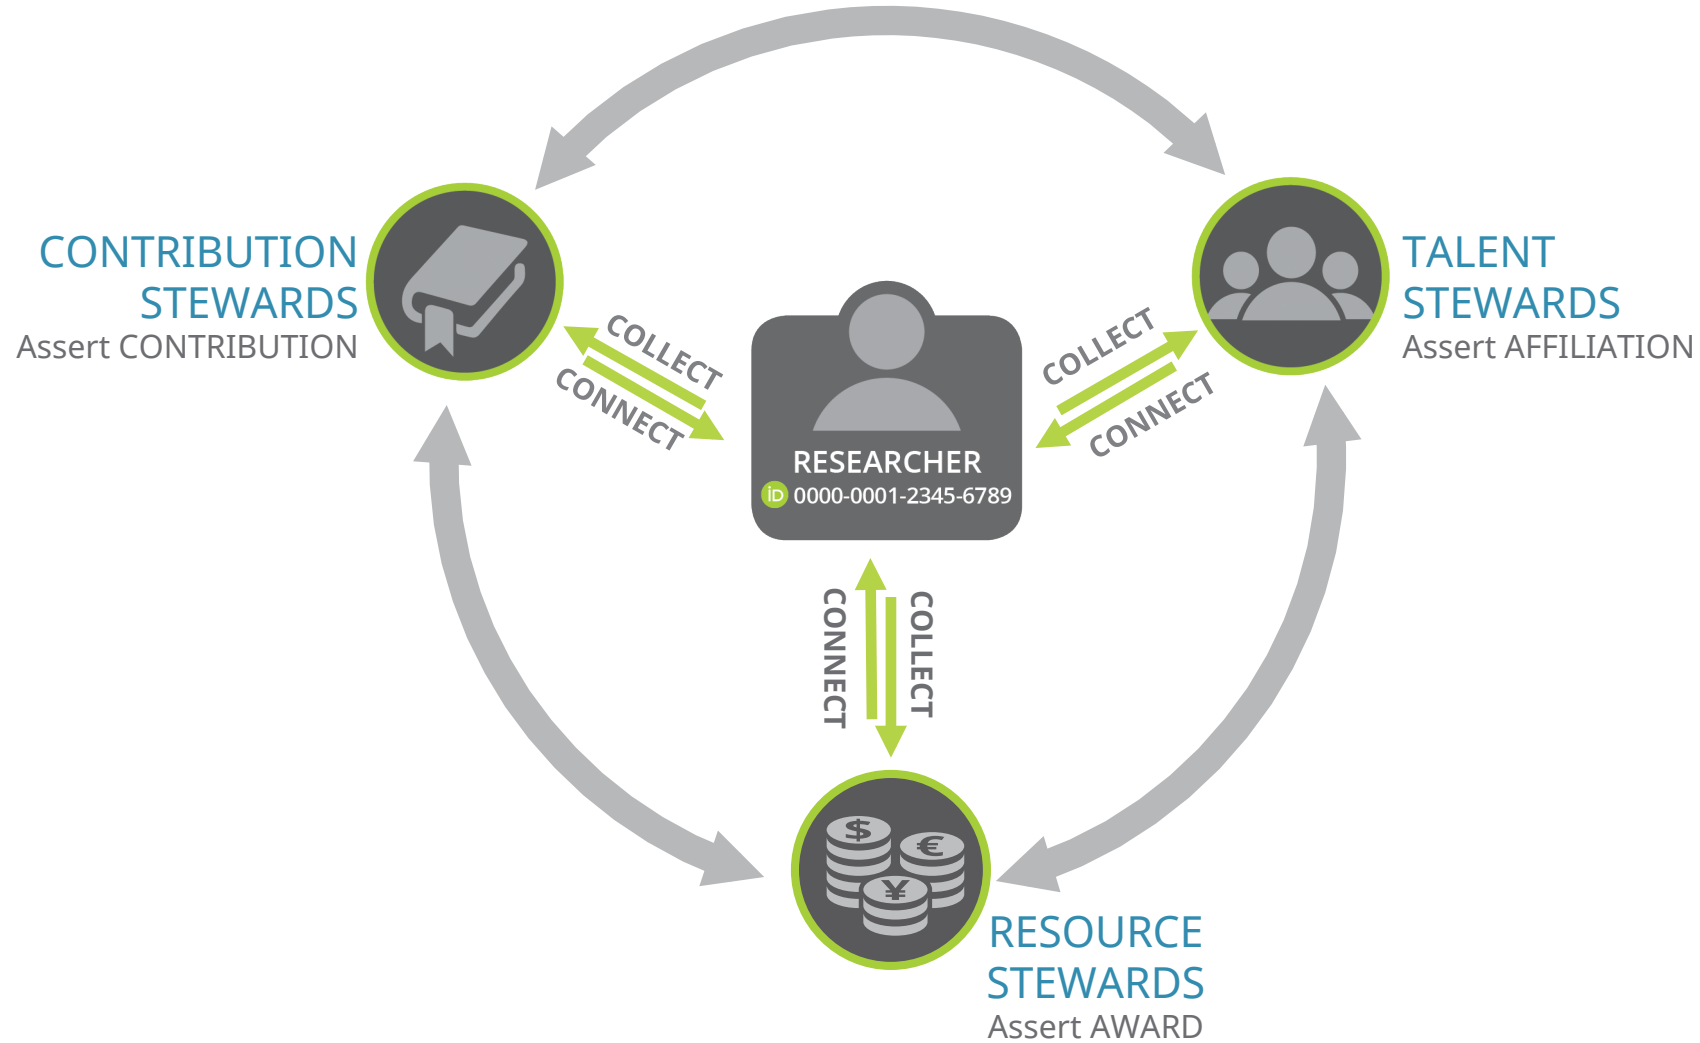 CONTRIBUTION
STEWARDS
Assert CONTRIBUTION
TALENT
STEWARDS
Assert AFFILIATION
COLLECT
CONNECT
COLLECT
CONNECT
RESEARCHER
iD 0000-0001-2345-6789
CONNECT
COLLECT
$
€
¥
RESOURCE
STEWARDS
Assert AWARD